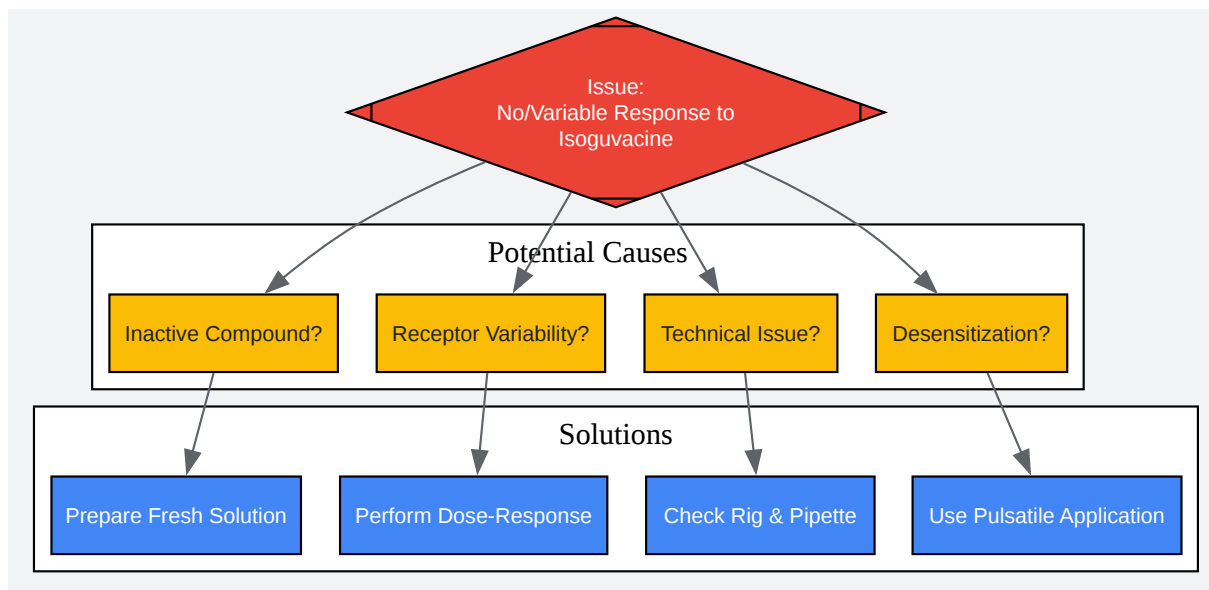 Issue:
No/Variable Response to
Isoguvacine
Potential Causes
Inactive Compound?
Receptor Variability?
Technical Issue?
Desensitization?
Solutions
Prepare Fresh Solution
Perform Dose-Response
Check Rig & Pipette
Use Pulsatile Application